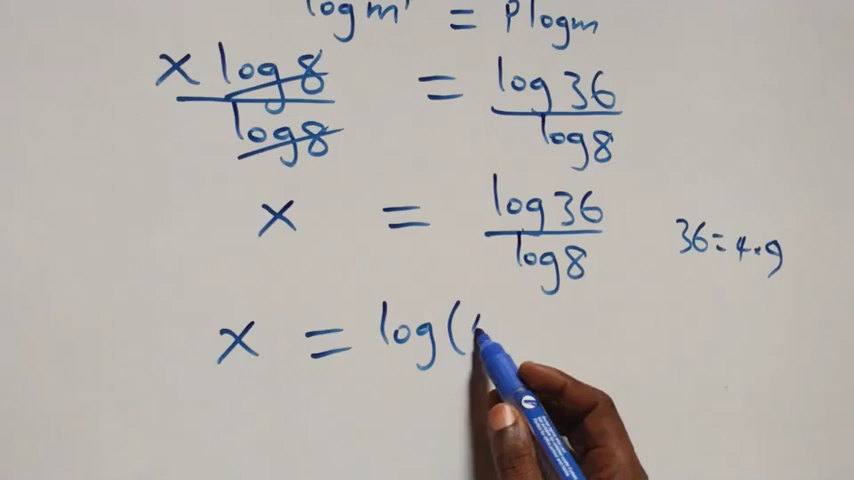 log m^p = P log m
x log 8 / log 8 = log 36 / log 8
x = log 36 / log 8
36 = 4 · 9
x = log (